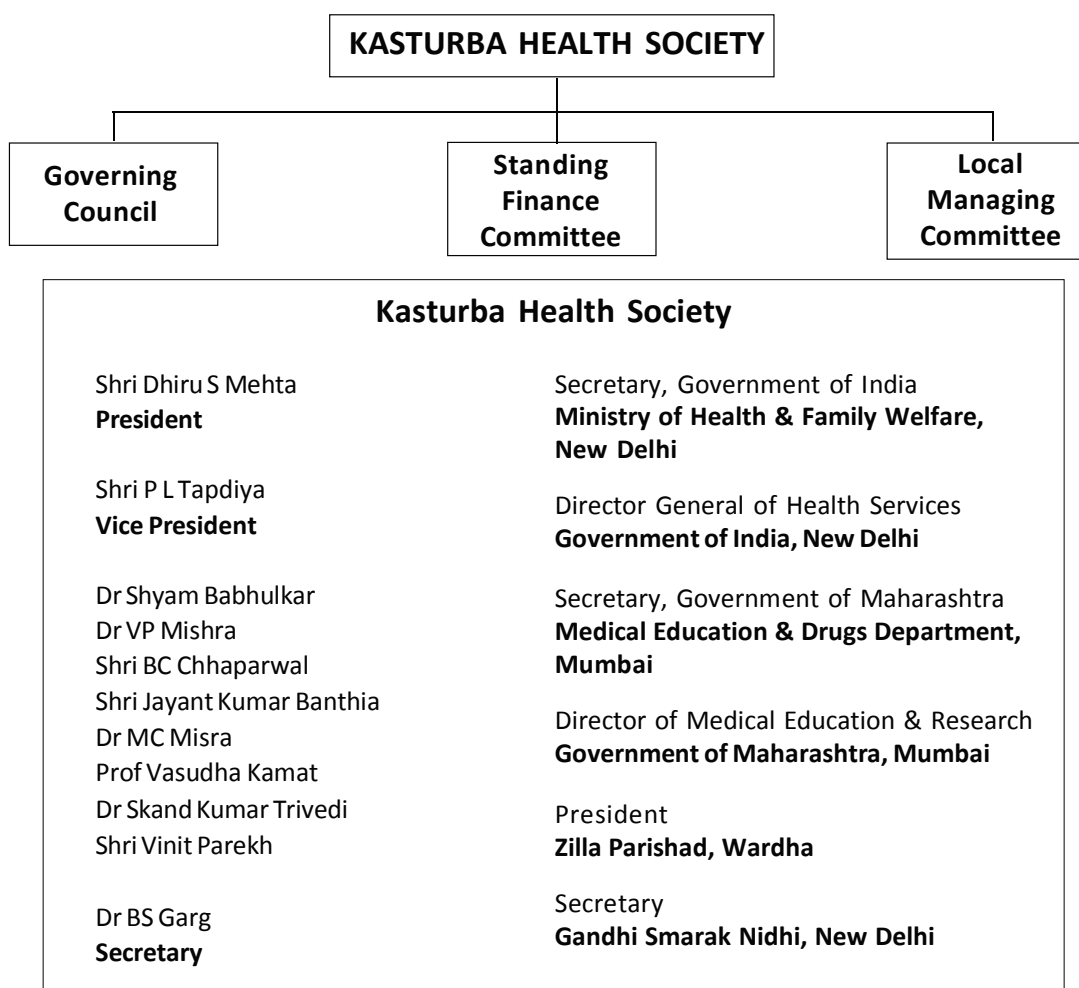 KASTURBA HEALTH SOCIETY
Governing
Council
Standing
Finance
Committee
Local
Managing
Committee
Kasturba Health Society
Shri Dhiru S Mehta
President
Shri P L Tapdiya
Vice President
Dr Shyam Babhulkar
Dr VP Mishra
Shri BC Chhaparwal
Shri Jayant Kumar Banthia
Dr MC Misra
Prof Vasudha Kamat
Dr Skand Kumar Trivedi
Shri Vinit Parekh
Dr BS Garg
Secretary
Secretary, Government of India
Ministry of Health & Family Welfare,
New Delhi
Director General of Health Services
Government of India, New Delhi
Secretary, Government of Maharashtra
Medical Education & Drugs Department,
Mumbai
Director of Medical Education & Research
Government of Maharashtra, Mumbai
President
Zilla Parishad, Wardha
Secretary
Gandhi Smarak Nidhi, New Delhi